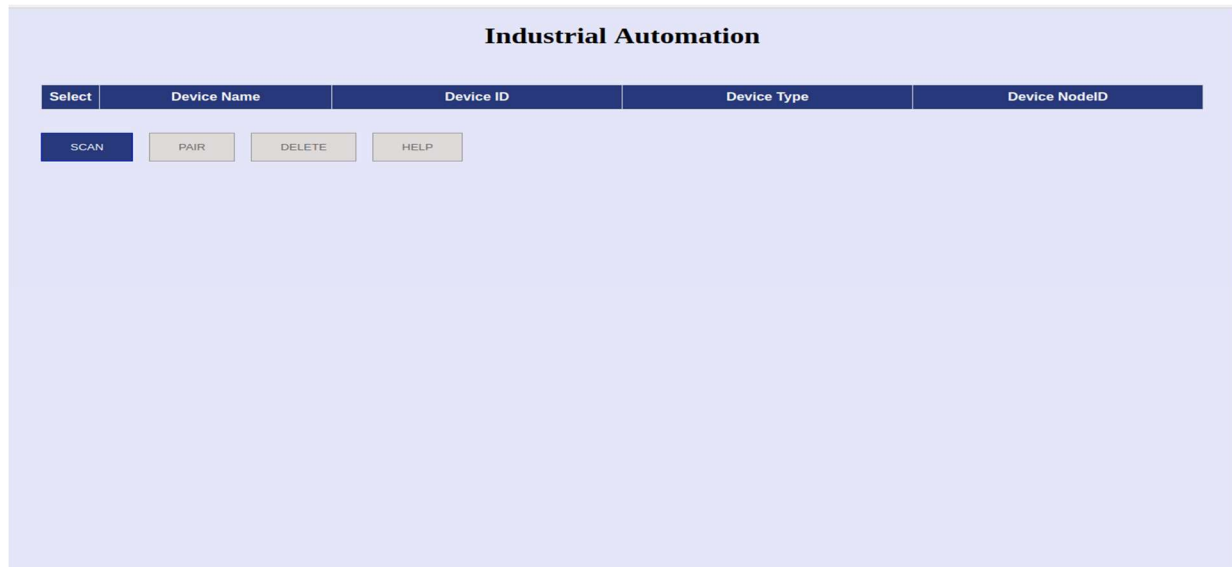 Industrial Automation
Select Device Name Device ID Device Type Device NodeID
SCAN PAIR DELETE HELP